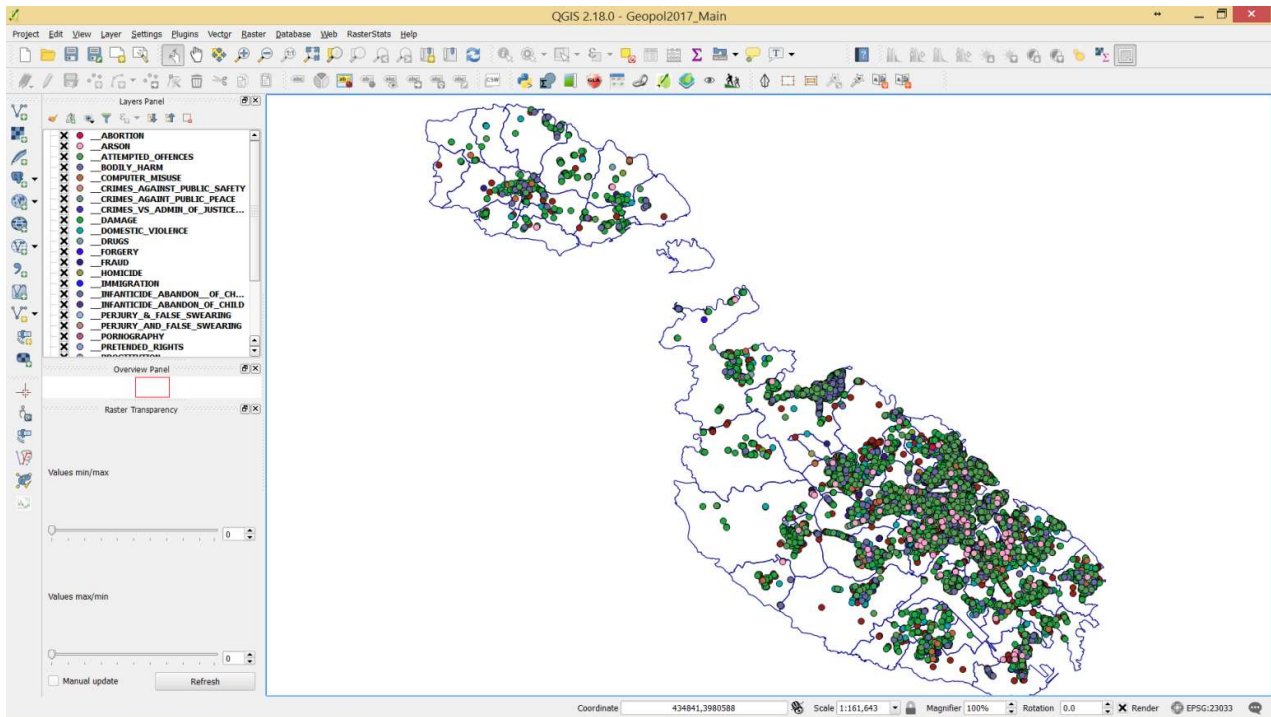 QGIS 2.18.0 - Geopol2017_Main
Project Edit View Layer Settings Plugins Vector Raster Database Web RasterStats Help
CSW
Layers Panel
__ABORTION
__ARSON
__ATTEMPTED_OFFENCES
__BODILY_HARM
__COMPUTER_MISUSE
__CRIMES_AGAINST_PUBLIC_SAFETY
__CRIMES_AGAINT_PUBLIC_PEACE
__CRIMES_VS_ADMIN_OF_JUSTICE...
__DAMAGE
__DOMESTIC_VIOLENCE
__DRUGS
__FORGERY
__FRAUD
__HOMICIDE
__IMMIGRATION
__INFANTICIDE_ABANDON__OF_CH...
__INFANTICIDE_ABANDON_OF_CHILD
__PERJURY_&_FALSE_SWEARING
__PERJURY_AND_FALSE_SWEARING
__PORNOGRAPHY
__PRETENDED_RIGHTS
Overview Panel
Raster Transparency
Values min/max
0
Values max/min
0
Manual update Refresh
Coordinate 434841,3980588 Scale 1:161,643 Magnifier 100% Rotation 0.0 Render EPSG:23033